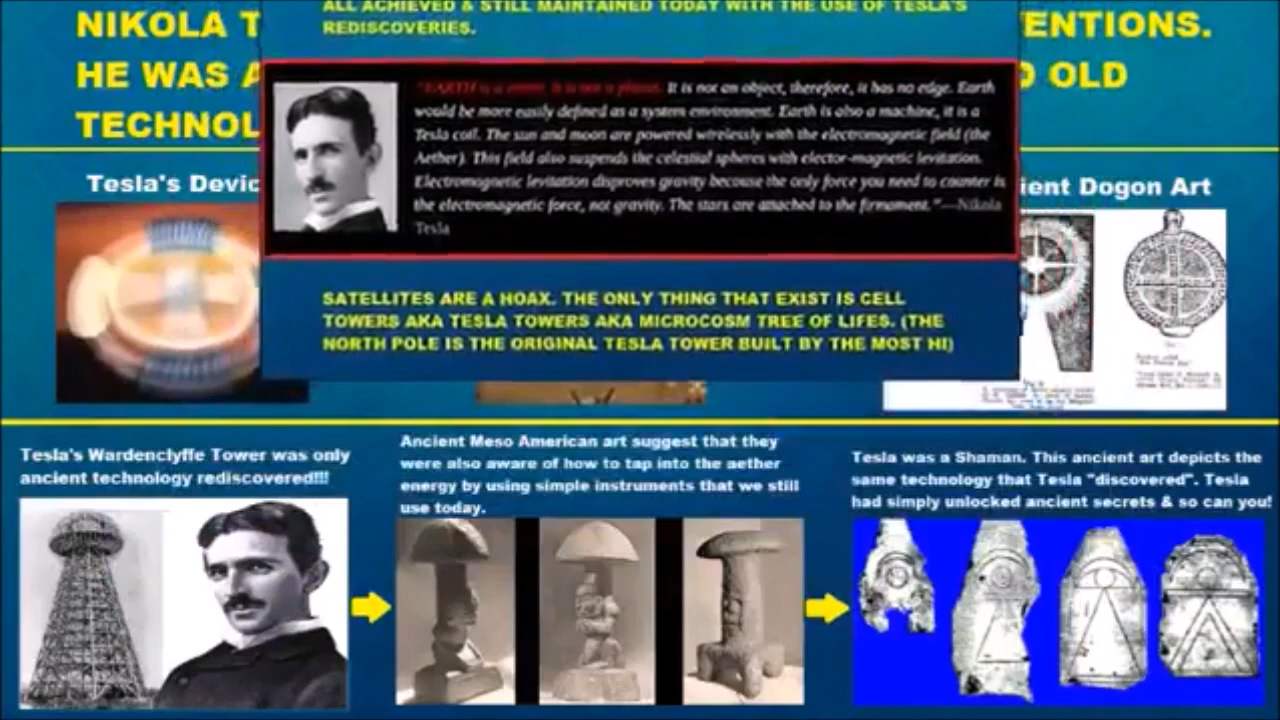 ALL ACHIEVED & STILL MAINTAINED TODAY WITH THE USE OF TESLA'S
REDISCOVERIES.
NIKOLA T
ENTIONS.
HE WAS A
D OLD
TECHNOL
"EARTH is a realm, it is not a planet. It is not an object, therefore, it has no edge. Earth
would be more easily defined as a system environment. Earth is also a machine, it is a
Tesla coil. The sun and moon are powered wirelessly with the electromagnetic field (the
Aether). This field also suspends the celestial spheres with elector-magnetic levitation.
Electromagnetic levitation disproves gravity because the only force you need to counter is
the electromagnetic force, not gravity. The stars are attached to the firmament."—Nikola
Tesla
Tesla's Devic
ient Dogon Art
SATELLITES ARE A HOAX. THE ONLY THING THAT EXIST IS CELL
TOWERS AKA TESLA TOWERS AKA MICROCOSM TREE OF LIFES. (THE
NORTH POLE IS THE ORIGINAL TESLA TOWER BUILT BY THE MOST HI)
Tesla's Wardenclyffe Tower was only
ancient technology rediscovered!!!
Ancient Meso American art suggest that they
were also aware of how to tap into the aether
energy by using simple instruments that we still
use today.
Tesla was a Shaman. This ancient art depicts the
same technology that Tesla "discovered". Tesla
had simply unlocked ancient secrets & so can you!